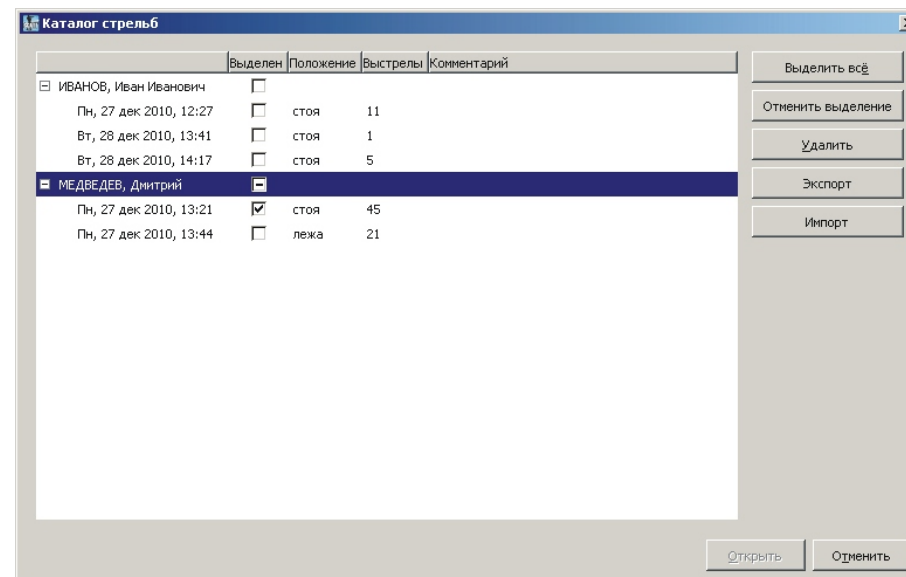 Каталог стрельб
Выделен Положение Выстрелы Комментарий
ИВАНОВ, Иван Иванович
Пн, 27 дек 2010, 12:27 стоя 11
Вт, 28 дек 2010, 13:41 стоя 1
Вт, 28 дек 2010, 14:17 стоя 5
МЕДВЕДЕВ, Дмитрий
Пн, 27 дек 2010, 13:21 стоя 45
Пн, 27 дек 2010, 13:44 лежа 21
Выделить всё
Отменить выделение
Удалить
Экспорт
Импорт
Открыть Отменить